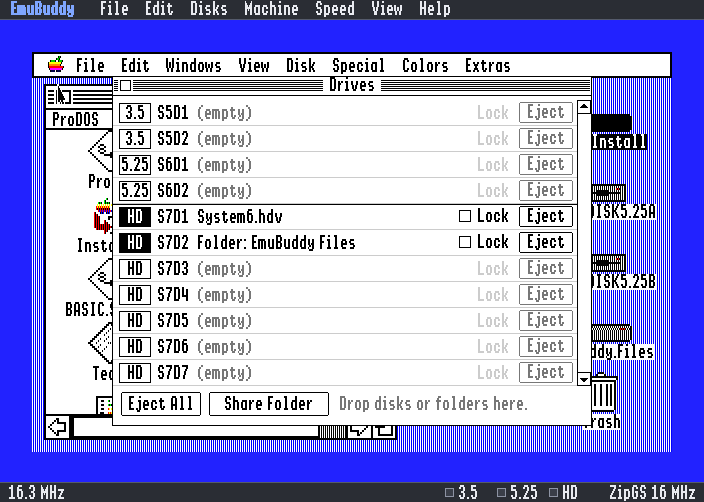 EmuBuddy File Edit Disks Machine Speed View Help
File Edit Windows View Disk Special Colors Extras
Drives
ProDOS
3.5 S5D1 (empty) Lock Eject
3.5 S5D2 (empty) Lock Eject
5.25 S6D1 (empty) Lock Eject
5.25 S6D2 (empty) Lock Eject
HD S7D1 System6.hdv Lock Eject
HD S7D2 Folder: EmuBuddy Files Lock Eject
HD S7D3 (empty) Lock Eject
HD S7D4 (empty) Lock Eject
HD S7D5 (empty) Lock Eject
HD S7D6 (empty) Lock Eject
HD S7D7 (empty) Lock Eject
Eject All Share Folder Drop disks or folders here.
Pro
Insta
BASIC.S
Tec
Install
DISK5.25A
DISK5.25B
ddy.Files
rash
16.3 MHz 3.5 5.25 HD ZipGS 16 MHz